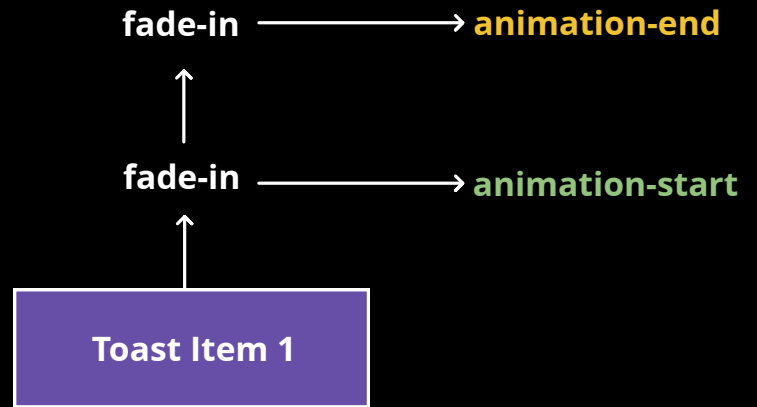 fade-in
animation-end
fade-in
animation-start
Toast Item 1